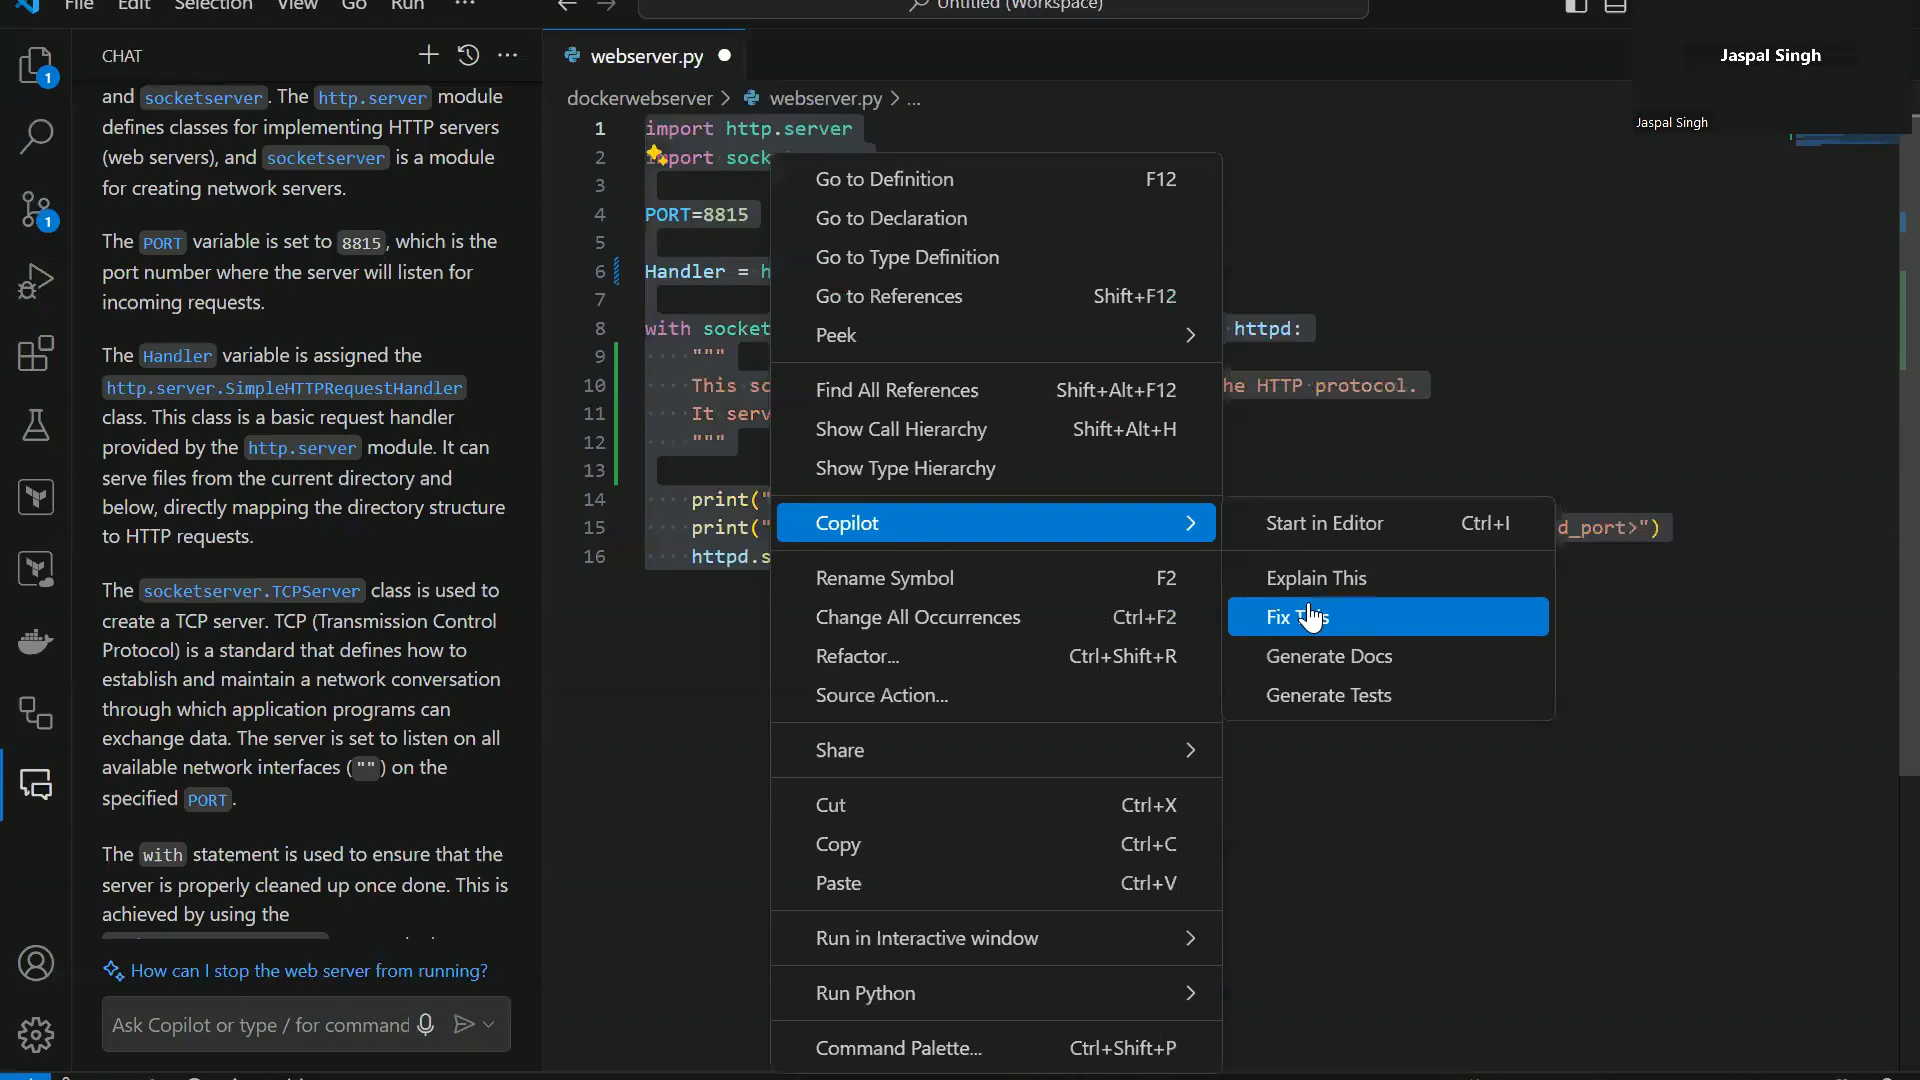 File Edit Selection View Go Run ···
Untitled (Workspace)
CHAT
and socketserver. The http.server module
defines classes for implementing HTTP servers
(web servers), and socketserver is a module
for creating network servers.
The PORT variable is set to 8815, which is the
port number where the server will listen for
incoming requests.
The Handler variable is assigned the
http.server.SimpleHTTPRequestHandler
class. This class is a basic request handler
provided by the http.server module. It can
serve files from the current directory and
below, directly mapping the directory structure
to HTTP requests.
The socketserver.TCPServer class is used to
create a TCP server. TCP (Transmission Control
Protocol) is a standard that defines how to
establish and maintain a network conversation
through which application programs can
exchange data. The server is set to listen on all
available network interfaces ("") on the
specified PORT.
The with statement is used to ensure that the
server is properly cleaned up once done. This is
achieved by using the
How can I stop the web server from running?
Ask Copilot or type / for command
1
1
webserver.py
dockerwebserver > webserver.py > ...
1 import http.server
2 import sock
3
4 PORT=8815
5
6 Handler = h
7
8 with socket httpd:
9 """
10 This sc he HTTP protocol.
11 It serv
12 """
13
14 print("
15 print(" d_port>")
16 httpd.s
Go to Definition F12
Go to Declaration
Go to Type Definition
Go to References Shift+F12
Peek
Find All References Shift+Alt+F12
Show Call Hierarchy Shift+Alt+H
Show Type Hierarchy
Copilot
Rename Symbol F2
Change All Occurrences Ctrl+F2
Refactor... Ctrl+Shift+R
Source Action...
Share
Cut Ctrl+X
Copy Ctrl+C
Paste Ctrl+V
Run in Interactive window
Run Python
Command Palette... Ctrl+Shift+P
Start in Editor Ctrl+I
Explain This
Fix This
Generate Docs
Generate Tests
Jaspal Singh
Jaspal Singh